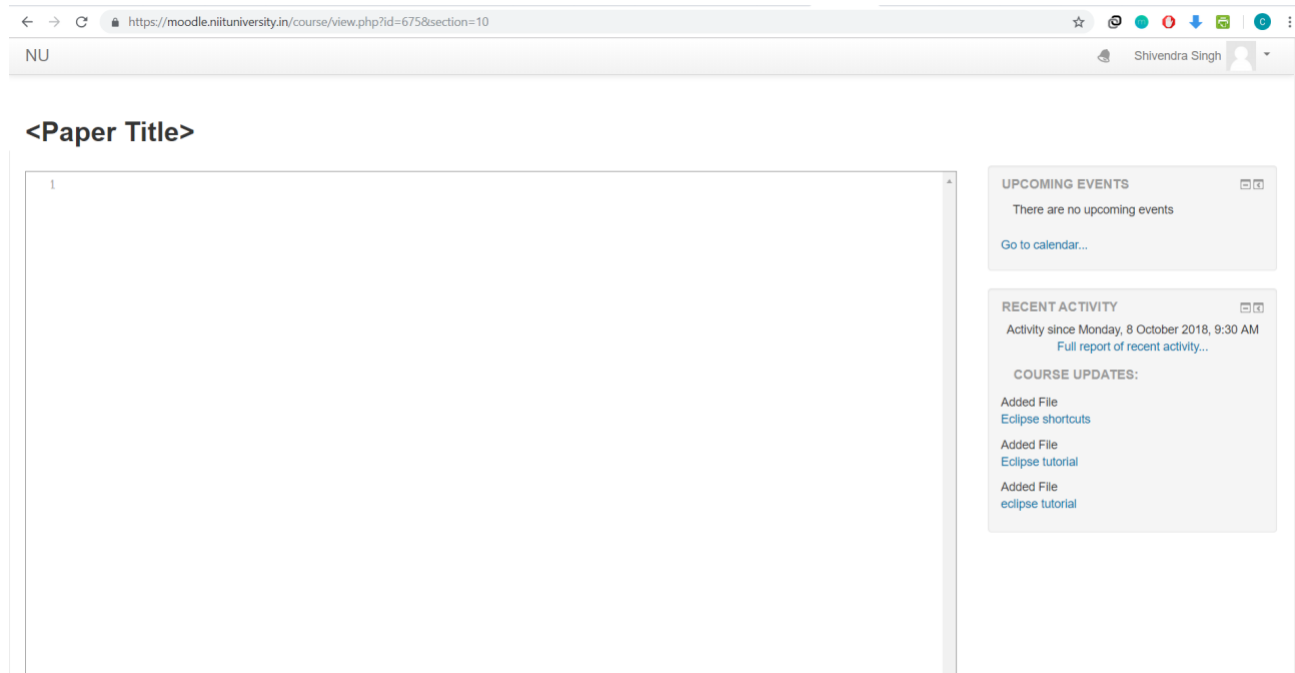 https://moodle.niituniversity.in/course/view.php?id=675&section=10
C
NU
Shivendra Singh
<Paper Title>
1
UPCOMING EVENTS
There are no upcoming events
Go to calendar...
RECENT ACTIVITY
Activity since Monday, 8 October 2018, 9:30 AM
Full report of recent activity...
COURSE UPDATES:
Added File
Eclipse shortcuts
Added File
Eclipse tutorial
Added File
eclipse tutorial